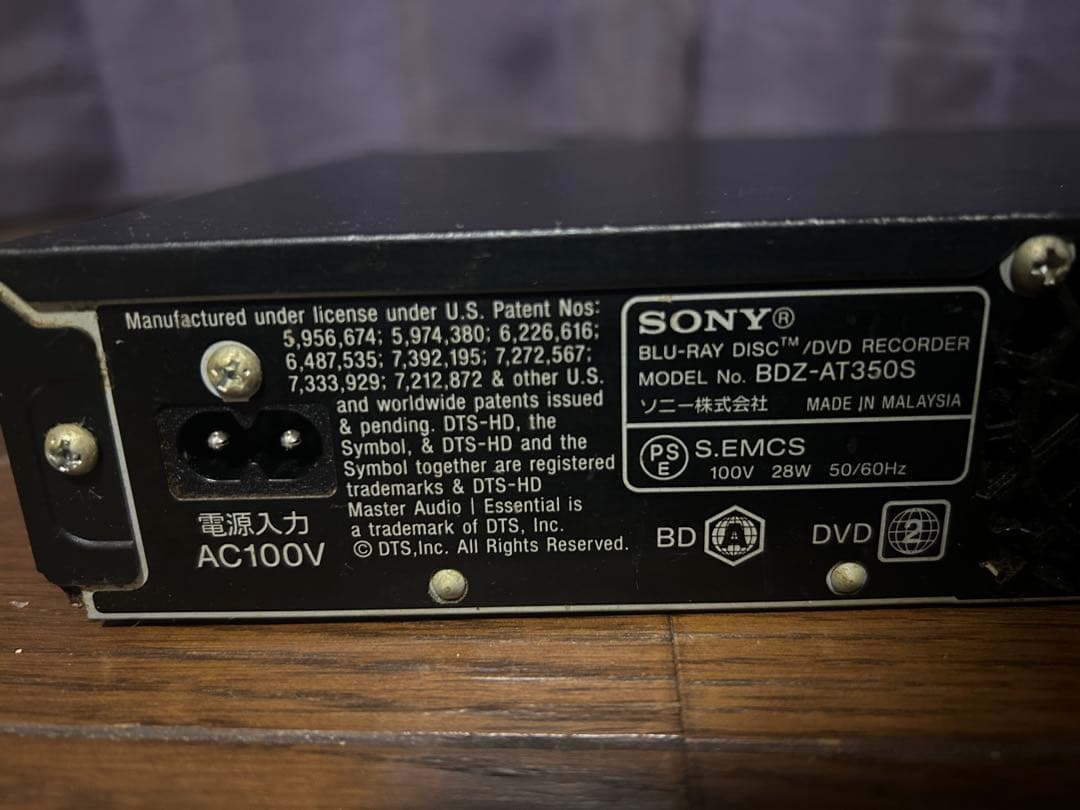 Manufactured under license under U.S. Patent Nos:
5,956,674; 5,974,380; 6,226,616;
6,487,535; 7,392,195; 7,272,567;
7,333,929; 7,212,872 & other U.S.
and worldwide patents issued
& pending. DTS-HD, the
Symbol, & DTS-HD and the
Symbol together are registered
trademarks & DTS-HD
Master Audio | Essential is
a trademark of DTS, Inc.
© DTS,Inc. All Rights Reserved.
電源入力
AC100V
SONY®
BLU-RAY DISC™/DVD RECORDER
MODEL No. BDZ-AT350S
ソニー株式会社 MADE IN MALAYSIA
PS E S.EMCS
100V 28W 50/60Hz
BD A DVD 2